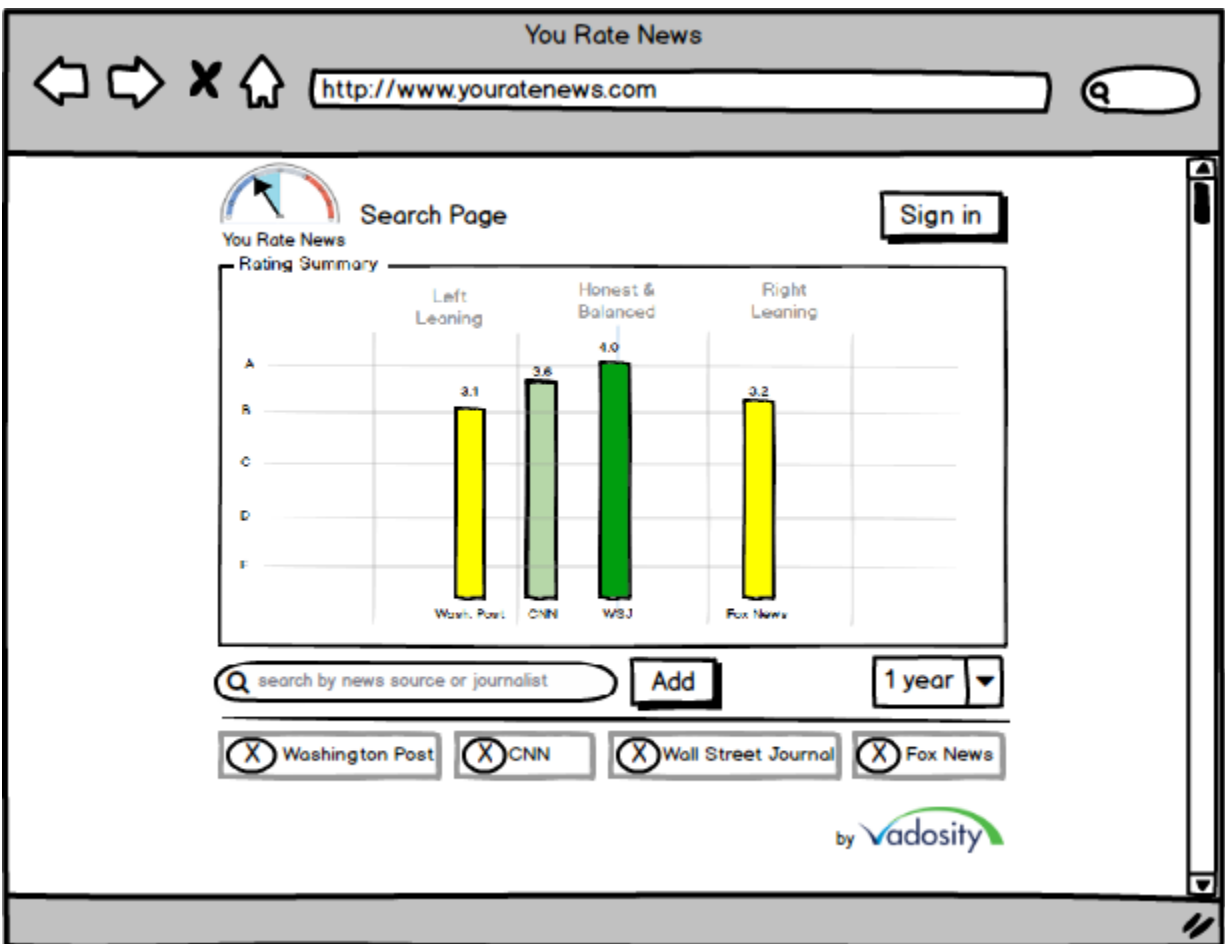 You Rate News
http://www.youratenews.com
Search Page
Sign in
You Rate News
Rating Summary
Left
Leaning
Honest &
Balanced
Right
Leaning
4.0
A
3.6
3.1
3.2
B
C
D
F
Wash. Post
CNN
WSJ
Fox News
search by news source or journalist
Add
1 year
X Washington Post
X CNN
X Wall Street Journal
X Fox News
by Vadosity